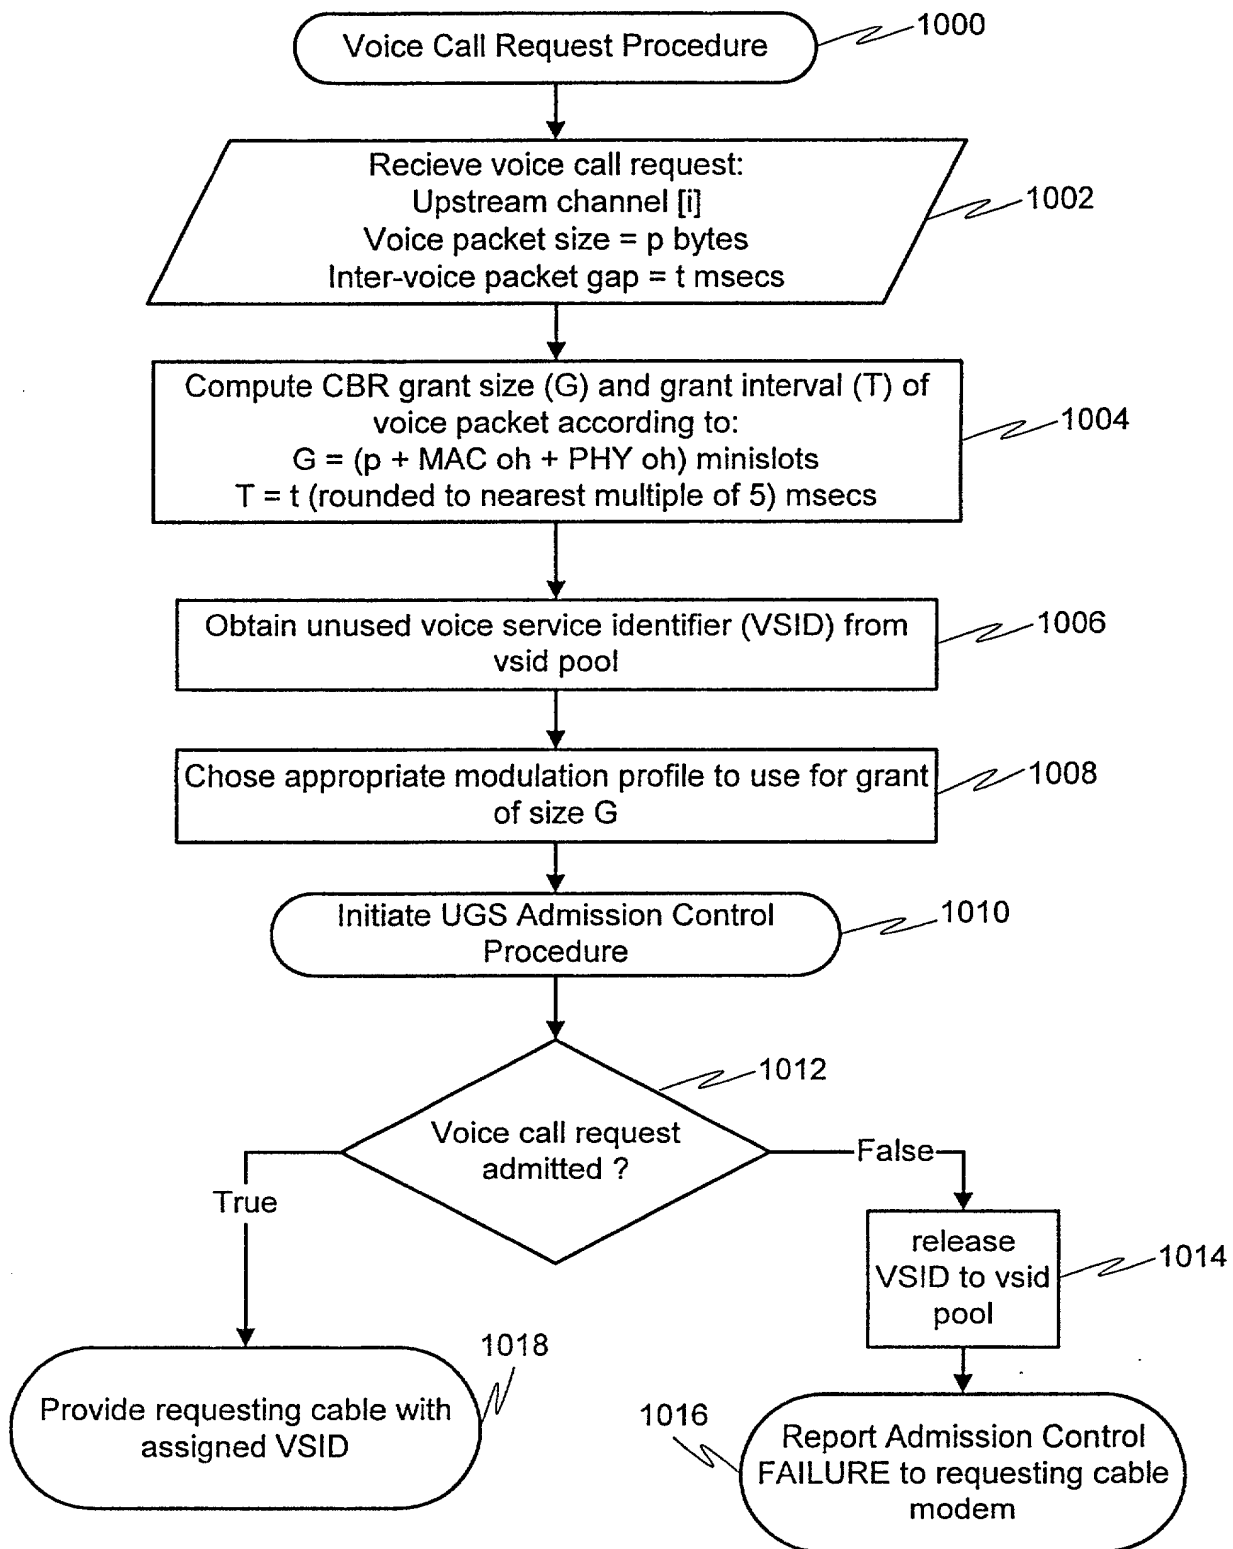 Voice Call Request Procedure
1000
Recieve voice call request:
Upstream channel [i]
Voice packet size = p bytes
Inter-voice packet gap = t msecs
1002
Compute CBR grant size (G) and grant interval (T) of
voice packet according to:
G = (p + MAC oh + PHY oh) minislots
T = t (rounded to nearest multiple of 5) msecs
1004
Obtain unused voice service identifier (VSID) from
vsid pool
1006
Chose appropriate modulation profile to use for grant
of size G
1008
Initiate UGS Admission Control
Procedure
1010
Voice call request
admitted ?
1012
True
False
release
VSID to vsid
pool
1014
Provide requesting cable with
assigned VSID
1018
Report Admission Control
FAILURE to requesting cable
modem
1016